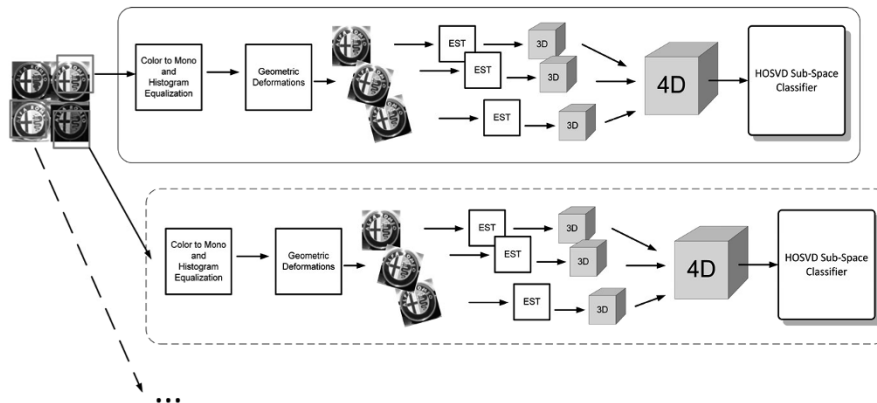 Color to Mono
and
Histogram
Equalization
Geometric
Deformations
EST
EST
EST
3D
3D
3D
4D
HOSVD Sub-Space
Classifier
Color to Mono
and
Histogram
Equalization
Geometric
Deformations
EST
EST
EST
3D
3D
3D
4D
HOSVD Sub-Space
Classifier
...